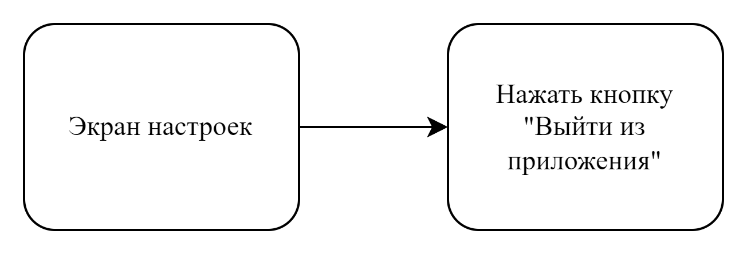 Экран настроек
Нажать кнопку
"Выйти из
приложения"